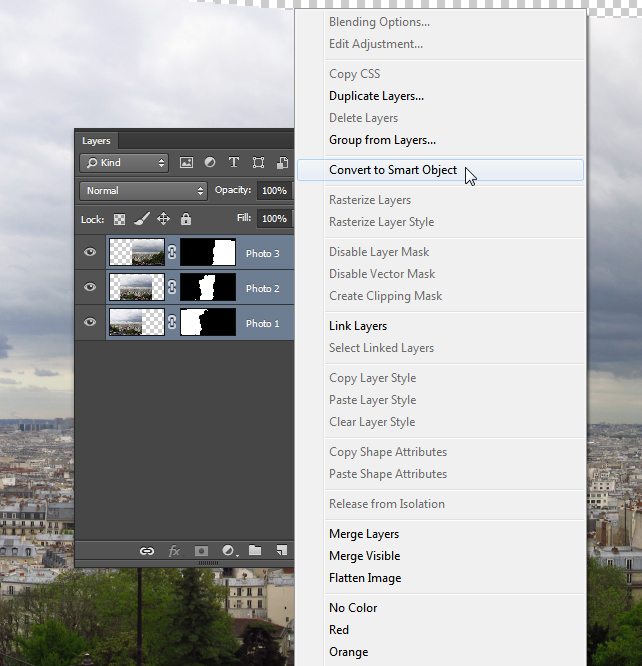 Layers
Kind
T
Normal
Opacity: 100%
Lock:
Fill: 100%
Photo 3
Photo 2
Photo 1
fx
Blending Options...
Edit Adjustment...
Copy CSS
Duplicate Layers...
Delete Layers
Group from Layers...
Convert to Smart Object
Rasterize Layers
Rasterize Layer Style
Disable Layer Mask
Disable Vector Mask
Create Clipping Mask
Link Layers
Select Linked Layers
Copy Layer Style
Paste Layer Style
Clear Layer Style
Copy Shape Attributes
Paste Shape Attributes
Release from Isolation
Merge Layers
Merge Visible
Flatten Image
No Color
Red
Orange